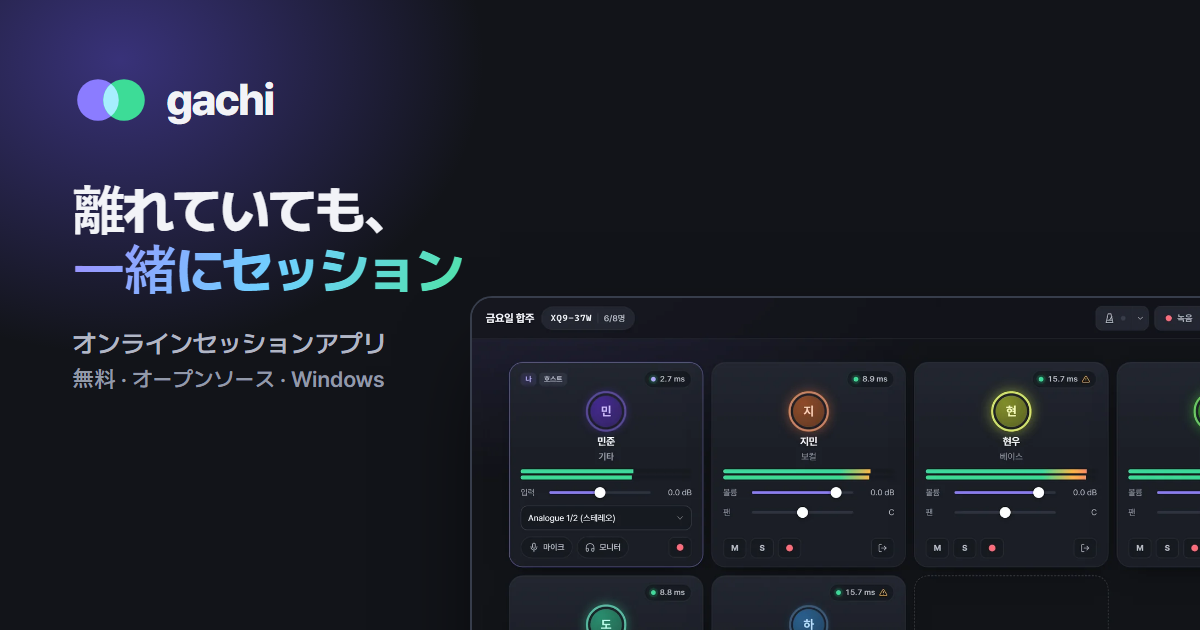 gachi
離れていても、
一緒にセッション
オンラインセッションアプリ
無料 · オープンソース · Windows
금요일 합주 XQ9-37W 6/8명 녹음
나 호스트 2.7 ms
민
민준
기타
입력 0.0 dB
Analogue 1/2 (스테레오)
마이크 모니터
8.9 ms
지
지민
보컬
볼륨 0.0 dB
팬 C
M S
15.7 ms
현
현우
베이스
볼륨 0.0 dB
팬 C
M S
볼륨
팬
M S
8.8 ms
도
15.7 ms
하